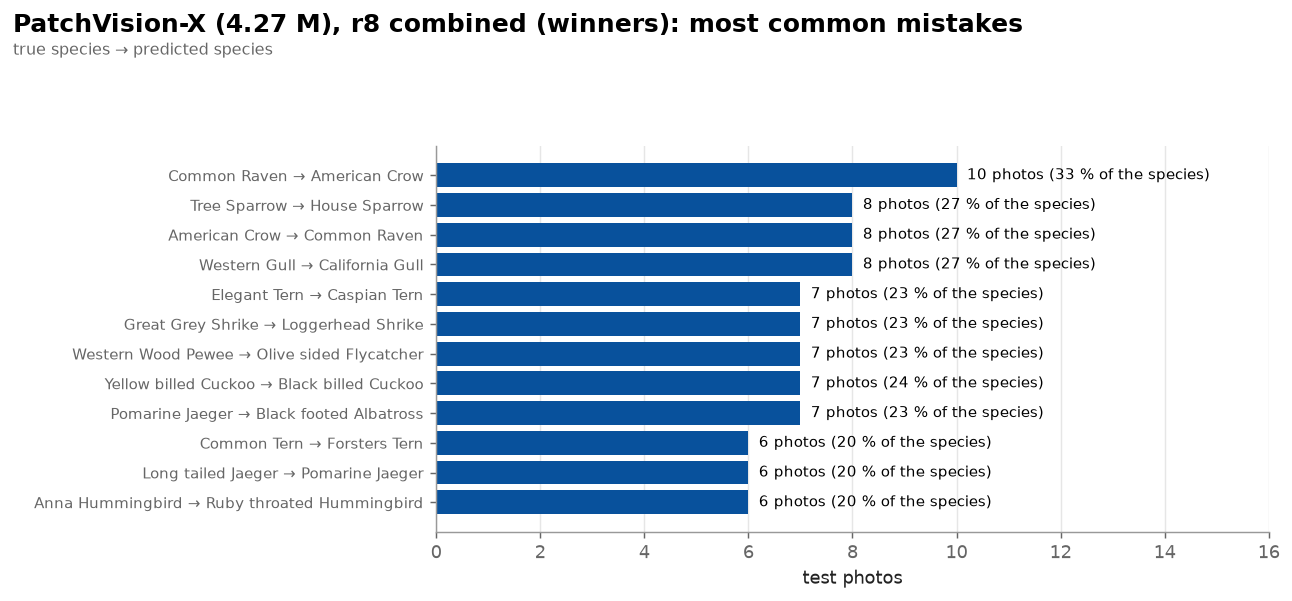 PatchVision-X (4.27 M), r8 combined (winners): most common mistakes
true species → predicted species
Common Raven → American Crow 10 photos (33 % of the species)
Tree Sparrow → House Sparrow 8 photos (27 % of the species)
American Crow → Common Raven 8 photos (27 % of the species)
Western Gull → California Gull 8 photos (27 % of the species)
Elegant Tern → Caspian Tern 7 photos (23 % of the species)
Great Grey Shrike → Loggerhead Shrike 7 photos (23 % of the species)
Western Wood Pewee → Olive sided Flycatcher 7 photos (23 % of the species)
Yellow billed Cuckoo → Black billed Cuckoo 7 photos (24 % of the species)
Pomarine Jaeger → Black footed Albatross 7 photos (23 % of the species)
Common Tern → Forsters Tern 6 photos (20 % of the species)
Long tailed Jaeger → Pomarine Jaeger 6 photos (20 % of the species)
Anna Hummingbird → Ruby throated Hummingbird 6 photos (20 % of the species)
0 2 4 6 8 10 12 14 16
test photos